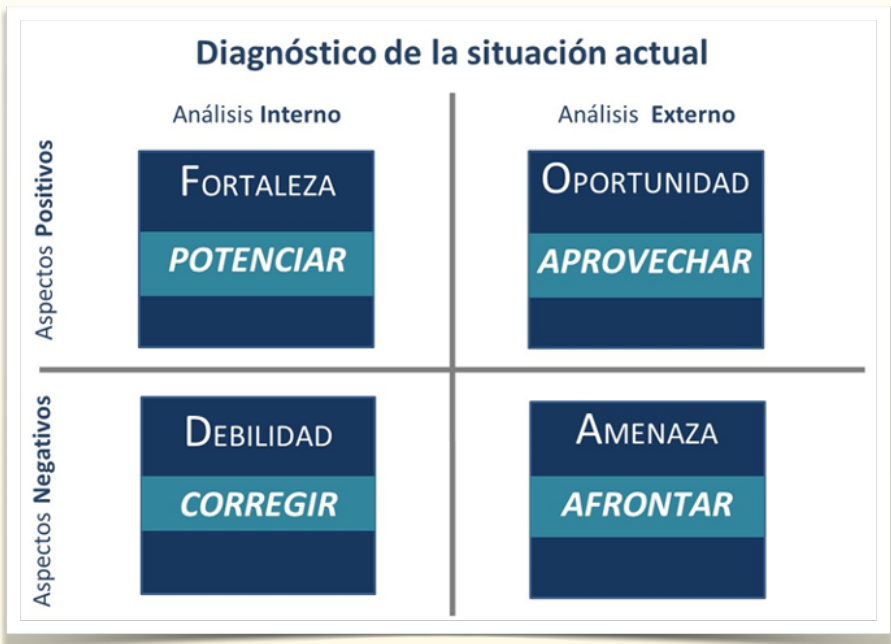 Diagnóstico de la situación actual
Análisis Interno
Análisis Externo
Aspectos Positivos
FORTALEZA
POTENCIAR
OPORTUNIDAD
APROVECHAR
Aspectos Negativos
DEBILIDAD
CORREGIR
AMENAZA
AFRONTAR